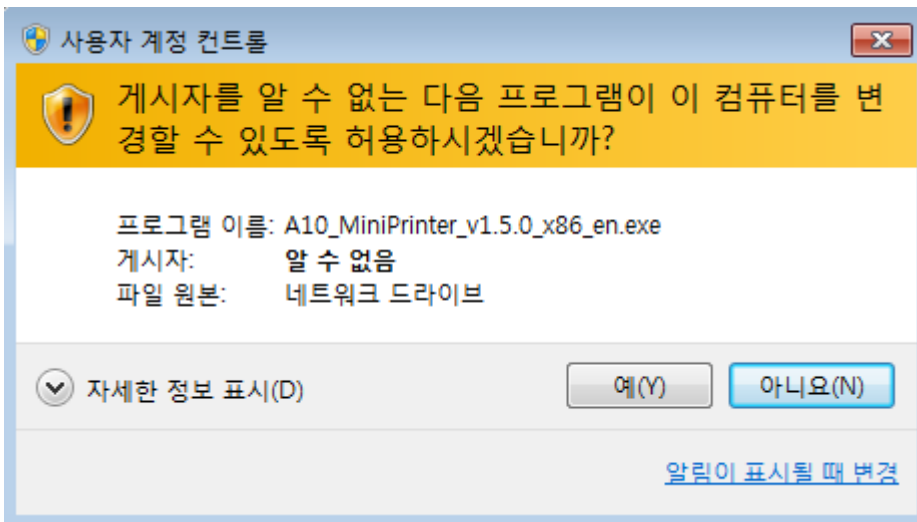 사용자 계정 컨트롤
게시자를 알 수 없는 다음 프로그램이 이 컴퓨터를 변
경할 수 있도록 허용하시겠습니까?
프로그램 이름: A10_MiniPrinter_v1.5.0_x86_en.exe
게시자: 알 수 없음
파일 원본: 네트워크 드라이브
자세한 정보 표시(D)
예(Y)
아니요(N)
알림이 표시될 때 변경